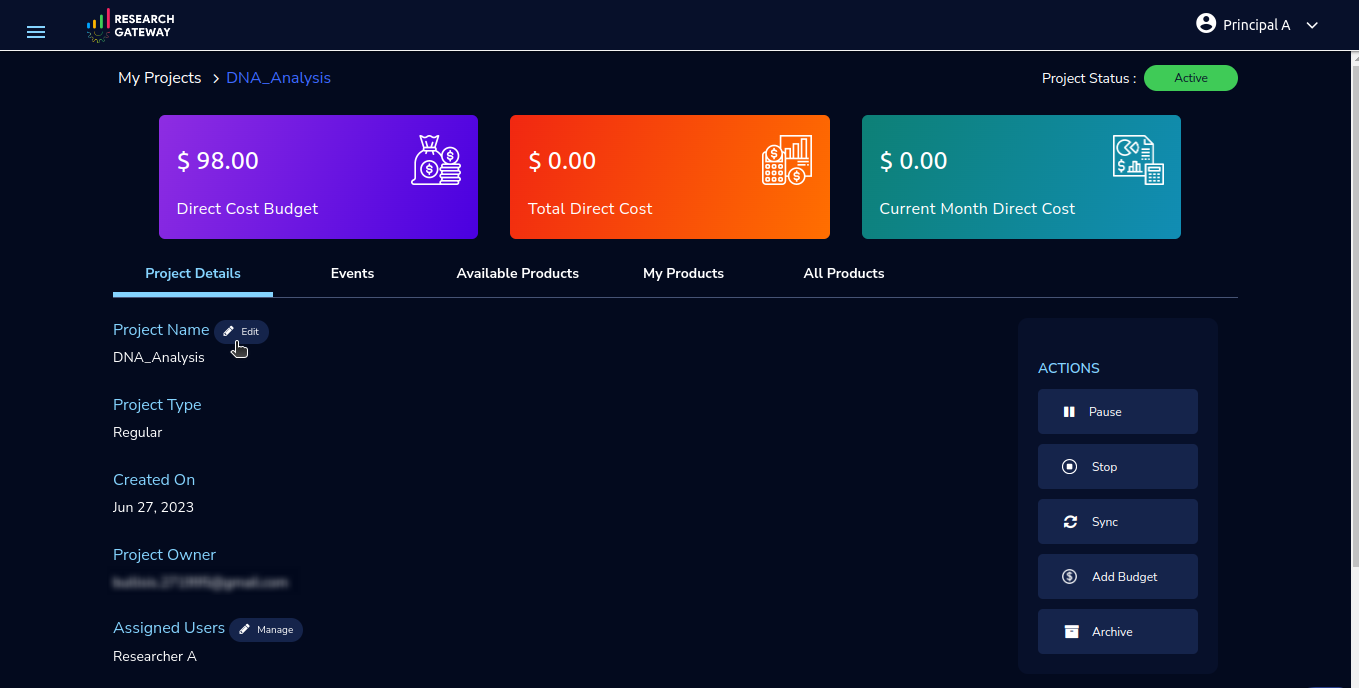 RESEARCH
GATEWAY
Principal A
My Projects > DNA_Analysis
Project Status : Active
$ 98.00
Direct Cost Budget
$ 0.00
Total Direct Cost
$ 0.00
Current Month Direct Cost
Project Details Events Available Products My Products All Products
Project Name Edit
DNA_Analysis
Project Type
Regular
Created On
Jun 27, 2023
Project Owner
Assigned Users Manage
Researcher A
ACTIONS
Pause
Stop
Sync
Add Budget
Archive